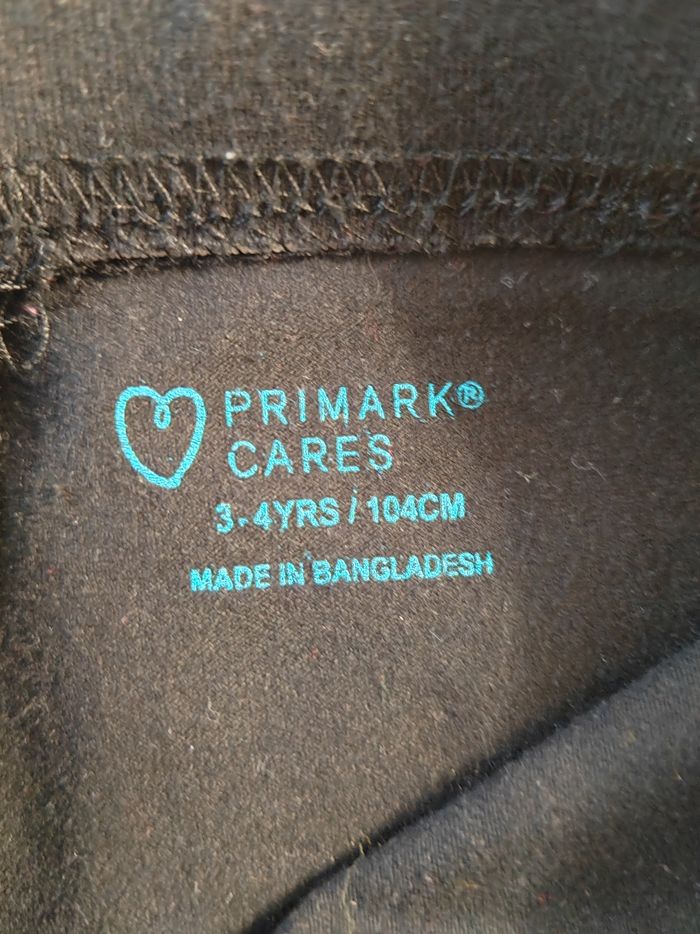 PRIMARK®
CARES
3-4YRS / 104CM
MADE IN BANGLADESH